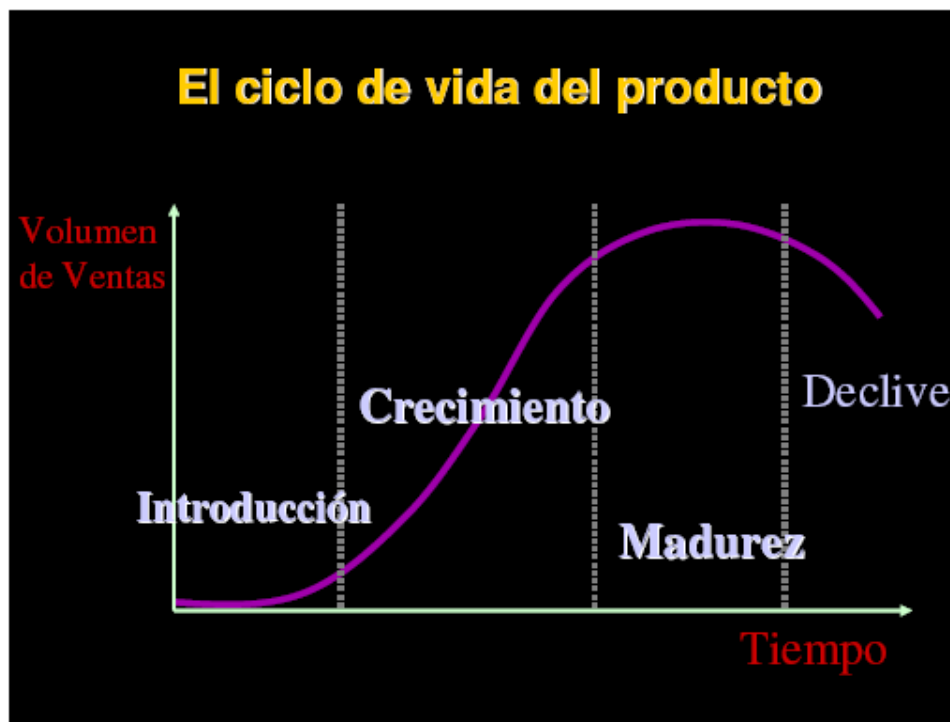 El ciclo de vida del producto
Volumen
de Ventas
Crecimiento
Declive
Introducción
Madurez
Tiempo